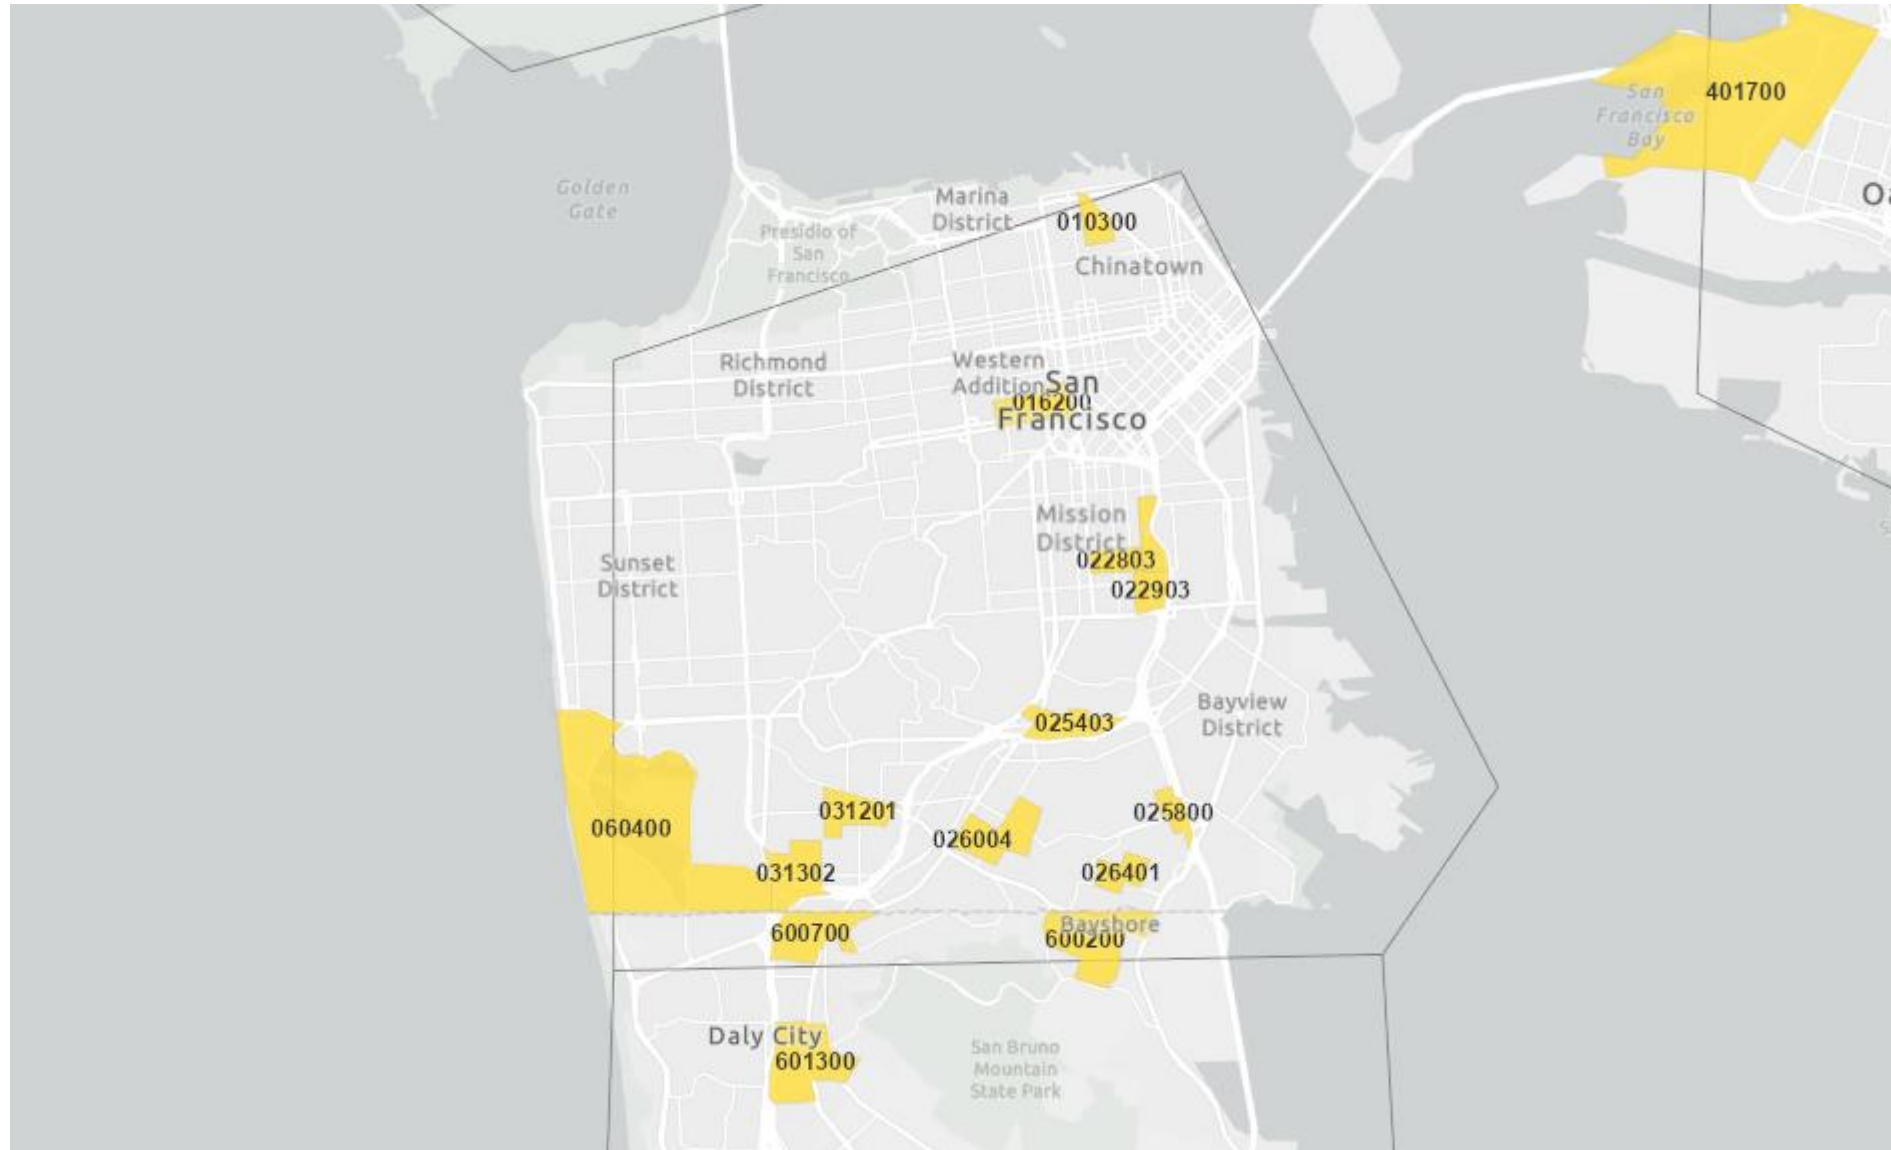 401700
San
Francisco
Bay
Oa
Golden
Gate
Marina
District
010300
Presidio of
San
Francisco
Chinatown
Richmond
District
Western
Addition
San
Francisco
016200
Mission
District
022803
022903
Sunset
District
Bayview
District
025403
060400
031201
026004
025800
031302
026401
600700
Bayshore
600200
Daly City
601300
San Bruno
Mountain
State Park